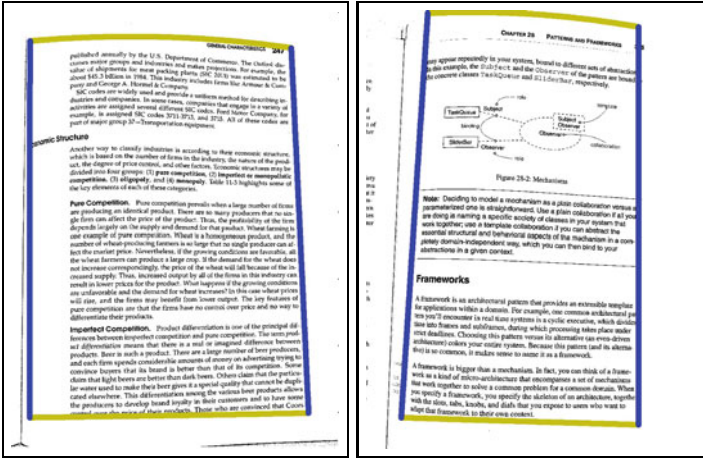 GENERAL CHARACTERISTICS 247
published annually by the U.S. Department of Commerce. The Outlook dis-
cusses major groups and industries and makes projections. For example, the
value of shipments for meat packing plants (SIC 2011) was estimated to be
about $45.5 billion in 1984. This industry includes firms like Armour & Com-
pany and George A. Hormel & Company.
SIC codes are widely used and provide a uniform method for describing in-
dustries and companies. In some cases, companies that engage in a variety of
activities are assigned several different SIC codes. Ford Motor Company, for
example, is assigned SIC codes 3711-3713, and 3715. All of these codes are
part of major group 37—Transportation equipment.
onomic Structure
Another way to classify industries is according to their economic structure,
which is based on the number of firms in the industry, the nature of the prod-
uct, the degree of price control, and other factors. Economic structures may be
divided into four groups: (1) pure competition, (2) imperfect or monopolistic
competition, (3) oligopoly, and (4) monopoly. Table 11-3 highlights some of
the key elements of each of these categories.
Pure Competition. Pure competition prevails when a large number of firms
are producing an identical product. There are so many producers that no sin-
gle firm can affect the price of the product. Thus, the profitability of the firm
depends largely on the supply and demand for that product. Wheat farming is
one example of pure competition. Wheat is a homogeneous product, and the
number of wheat-producing farmers is so large that no single producer can af-
fect the market price. Nevertheless, if the growing conditions are favorable, all
the wheat farmers can produce a large crop. If the demand for the wheat does
not increase correspondingly, the price of the wheat will fall because of the in-
creased supply. Thus, increased output by all of the firms in this industry can
result in lower prices for the product. What happens if the growing conditions
are unfavorable and the demand for wheat increases? In this case wheat prices
will rise, and the firms may benefit from lower output. The key features of
pure competition are that the firms have no control over price and no way to
differentiate their products.
Imperfect Competition. Product differentiation is one of the principal dif-
ferences between imperfect competition and pure competition. The term prod-
uct differentiation means that there is a real or imagined difference between
products. Beer is such a product. There are a large number of beer producers,
and each firm spends considerable amounts of money on advertising trying to
convince buyers that its brand is better than that of its competition. Some
claim that light beers are better than dark beers. Others claim that the particu-
lar water used to make their beer gives it a special quality that cannot be dupli-
cated elsewhere. This differentiation among the various beer products allows
the producers to develop brand loyalty in their customers and to have some
control over the price of their products. Those who are convinced that Coors
CHAPTER 28 PATTERNS AND FRAMEWORKS
may appear repeatedly in your system, bound to different sets of abstractions
In this example, the Subject and the Observer of the pattern are bound
the concrete classes TaskQueue and SliderBar, respectively.
role
TaskQueue
Subject
binding
Subject
Observer
Observer
collaboration
SliderBar
Observer
role
Figure 28-2: Mechanisms
Note: Deciding to model a mechanism as a plain collaboration versus a
parameterized one is straightforward. Use a plain collaboration if all you
are doing is naming a specific society of classes in your system that
work together; use a template collaboration if you can abstract the
essential structural and behavioral aspects of the mechanism in a com-
pletely domain-independent way, which you can then bind to your
abstractions in a given context.
Frameworks
A framework is an architectural pattern that provides an extensible template
for applications within a domain. For example, one common architectural pa
tern you'll encounter in real time systems is a cyclic executive, which divides
time into frames and subframes, during which processing takes place under
strict deadlines. Choosing this pattern versus its alternative (an even-driven
architecture) colors your entire system. Because this pattern (and its alterna-
tive) is so common, it makes sense to name it as a framework.
A framework is bigger than a mechanism. In fact, you can think of a frame-
work as a kind of micro-architecture that encompasses a set of mechanisms
that work together to solve a common problem for a common domain. When
you specify a framework, you specify the skeleton of an architecture, togethe
with the slots, tabs, knobs, and dials that you expose to users who want to
adapt that framework to their own context.